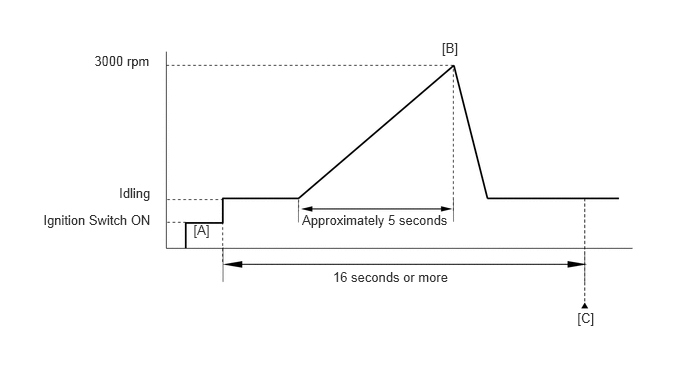 [B]
3000 rpm
Idling
Ignition Switch ON
[A]
Approximately 5 seconds
16 seconds or more
[C]